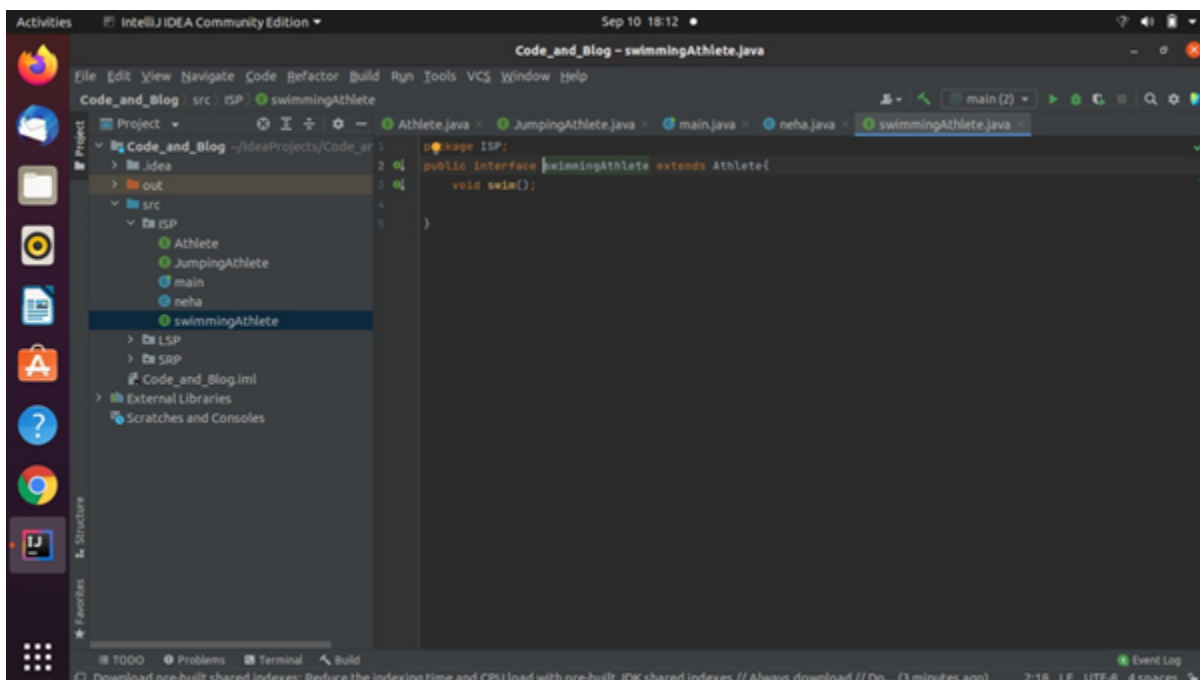 Activities IntelliJ IDEA Community Edition Sep 10 18:12
Code_and_Blog – swimmingAthlete.java
File Edit View Navigate Code Refactor Build Run Tools VCS Window Help
Code_and_Blog src ISP swimmingAthlete main (2)
Project Athlete.java JumpingAthlete.java main.java neha.java swimmingAthlete.java
Project
Code_and_Blog ~/IdeaProjects/Code_ar
.idea
out
src
ISP
Athlete
JumpingAthlete
main
neha
swimmingAthlete
LSP
SRP
Code_and_Blog.iml
External Libraries
Scratches and Consoles
1 package ISP;
2 public interface swimmingAthlete extends Athlete{
3 void swim();
4
5 }
Structure
Favorites
TODO Problems Terminal Build Event Log
Download pre-built shared indexes: Reduce the indexing time and CPU load with pre-built JDK shared indexes // Always download // Do... (3 minutes ago) 2:18 LF UTF-8 4 spaces